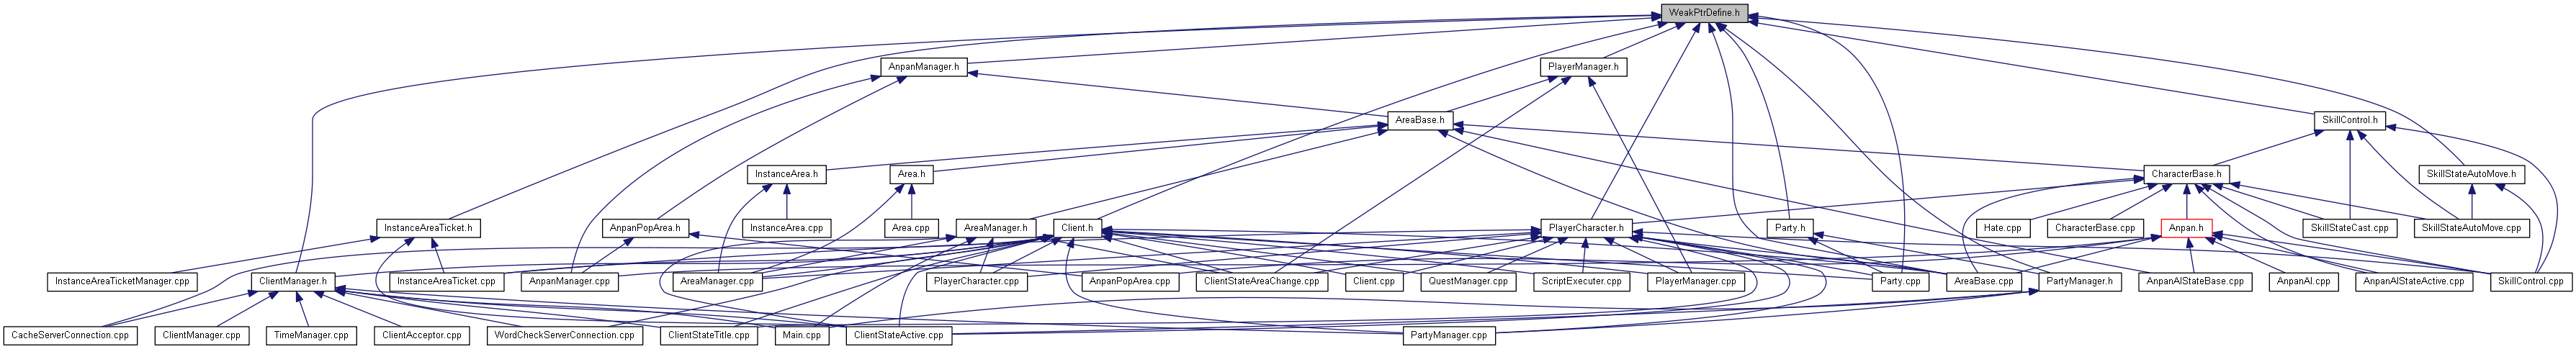 WeakPtrDefine.h
AnpanManager.h
PlayerManager.h
AreaBase.h
SkillControl.h
InstanceArea.h
Area.h
CharacterBase.h
SkillStateAutoMove.h
InstanceAreaTicket.h
AnpanPopArea.h
InstanceArea.cpp
Area.cpp
AreaManager.h
Client.h
PlayerCharacter.h
Party.h
Hate.cpp
CharacterBase.cpp
Anpan.h
SkillStateCast.cpp
SkillStateAutoMove.cpp
InstanceAreaTicketManager.cpp
ClientManager.h
InstanceAreaTicket.cpp
AnpanManager.cpp
AreaManager.cpp
PlayerCharacter.cpp
AnpanPopArea.cpp
ClientStateAreaChange.cpp
Client.cpp
QuestManager.cpp
ScriptExecuter.cpp
PlayerManager.cpp
Party.cpp
AreaBase.cpp
PartyManager.h
AnpanAIStateBase.cpp
AnpanAI.cpp
AnpanAIStateActive.cpp
SkillControl.cpp
CacheServerConnection.cpp
ClientManager.cpp
TimeManager.cpp
ClientAcceptor.cpp
WordCheckServerConnection.cpp
ClientStateTitle.cpp
Main.cpp
ClientStateActive.cpp
PartyManager.cpp